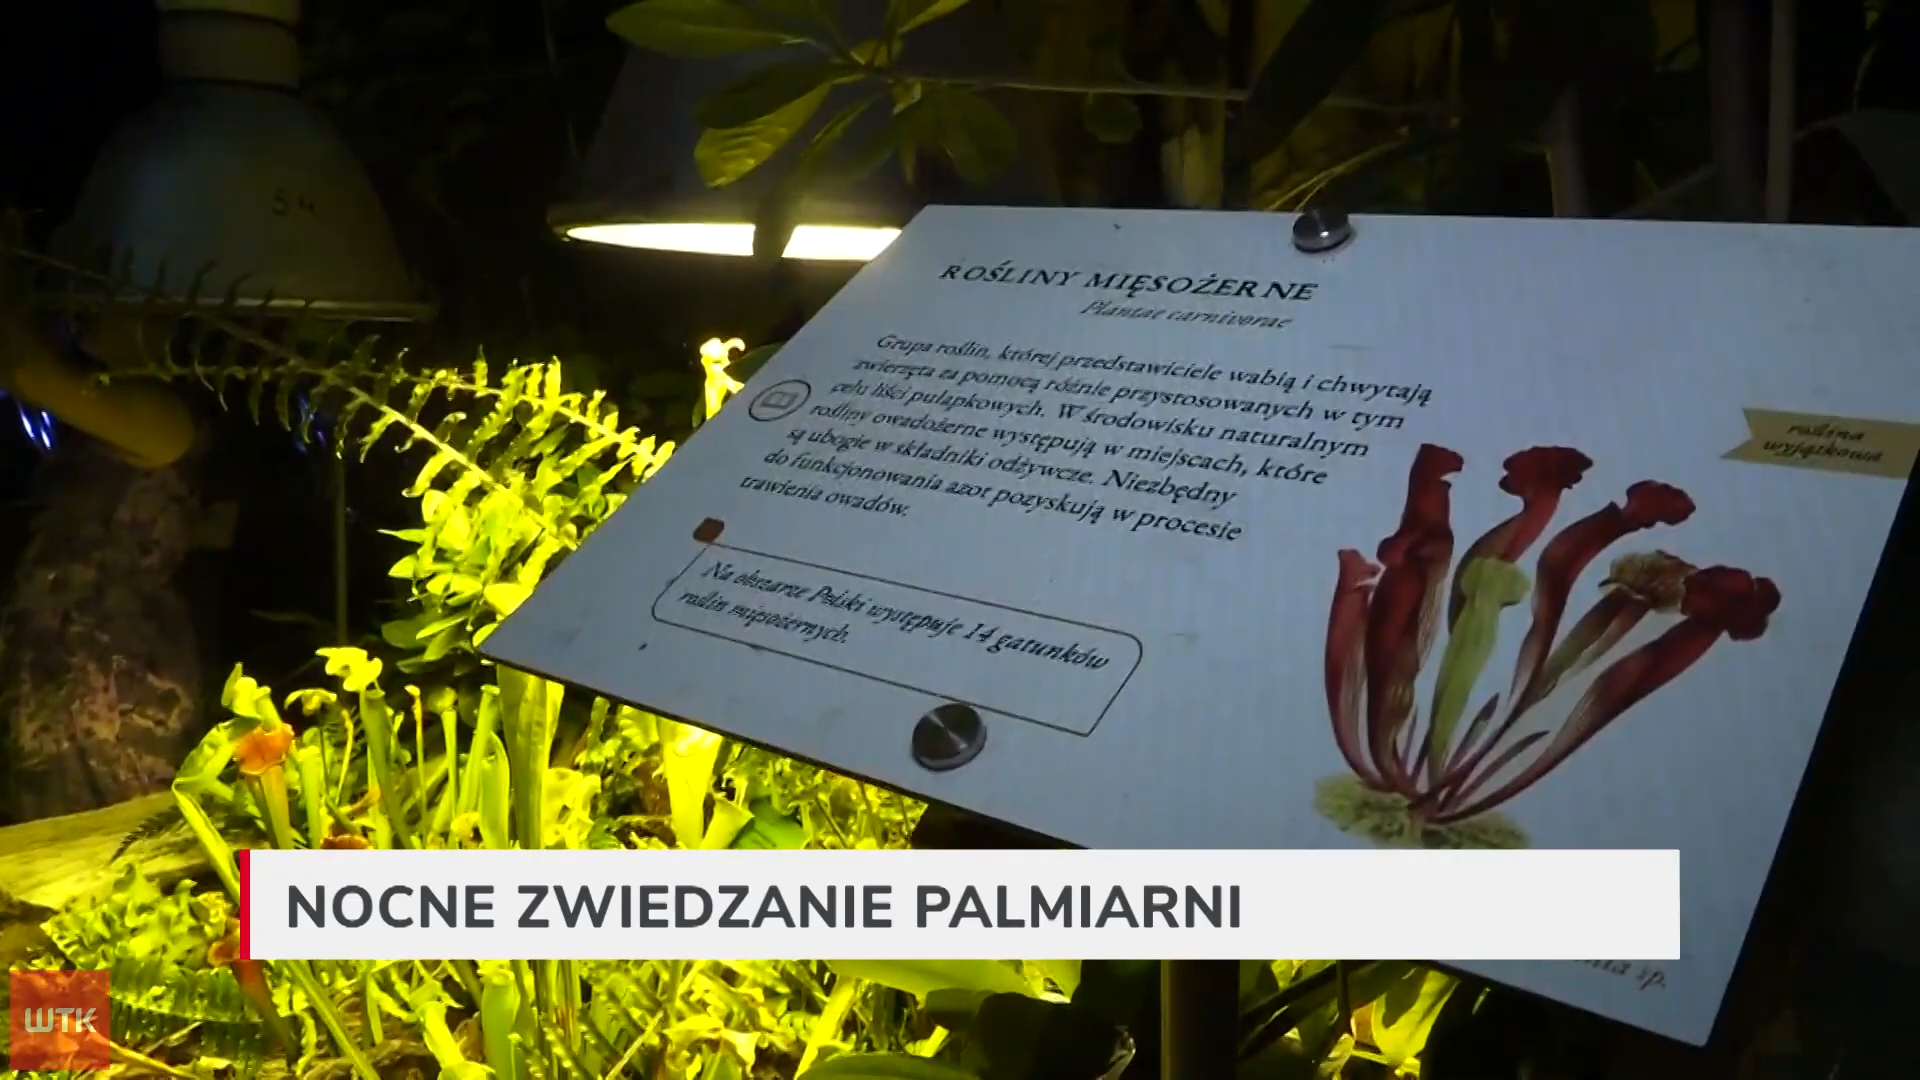 54
ROŚLINY MIĘSOŻERNE
Plantae carnivorae
Grupa roślin, której przedstawiciele wabią i chwytają
zwierzęta za pomocą różnie przystosowanych w tym
celu liści pułapkowych. W środowisku naturalnym
rośliny owadożerne występują w miejscach, które
są ubogie w składniki odżywcze. Niezbędny
do funkcjonowania azot pozyskują w procesie
trawienia owadów.
roślina
wyjątkowa
Na obszarze Polski występuje 14 gatunków
roślin mięsożernych.
sp.
NOCNE ZWIEDZANIE PALMIARNI
WTK